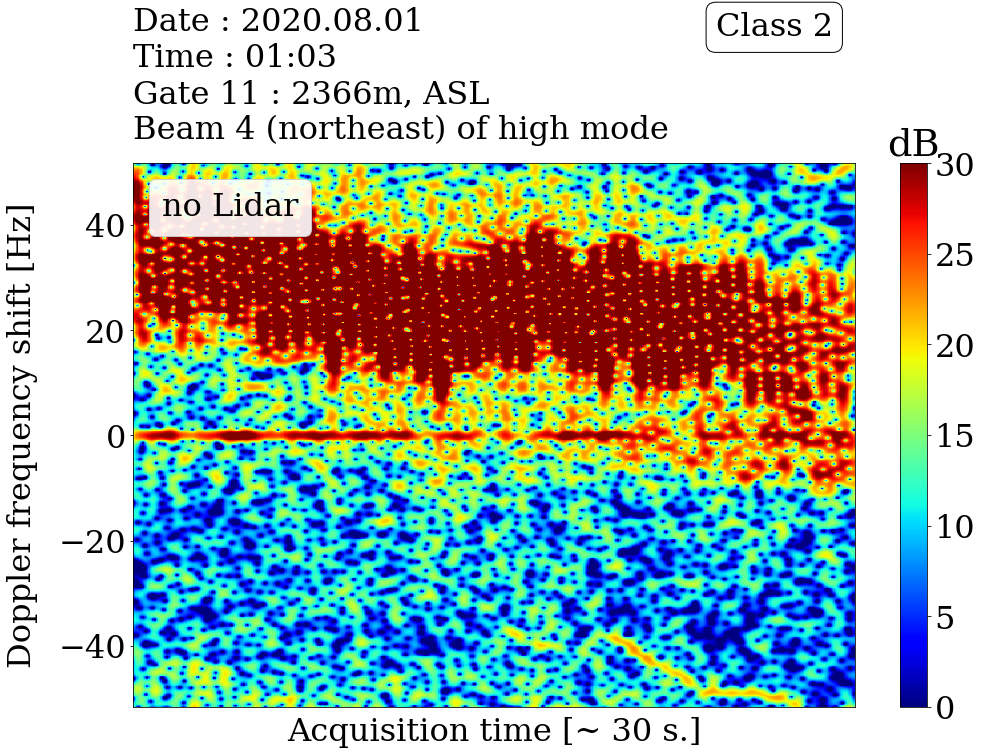 Date : 2020.08.01
Time : 01:03
Gate 11 : 2366m, ASL
Beam 4 (northeast) of high mode
Class 2
dB
no Lidar
Doppler frequency shift [Hz]
40
20
0
−20
−40
30
25
20
15
10
5
0
Acquisition time [~ 30 s.]